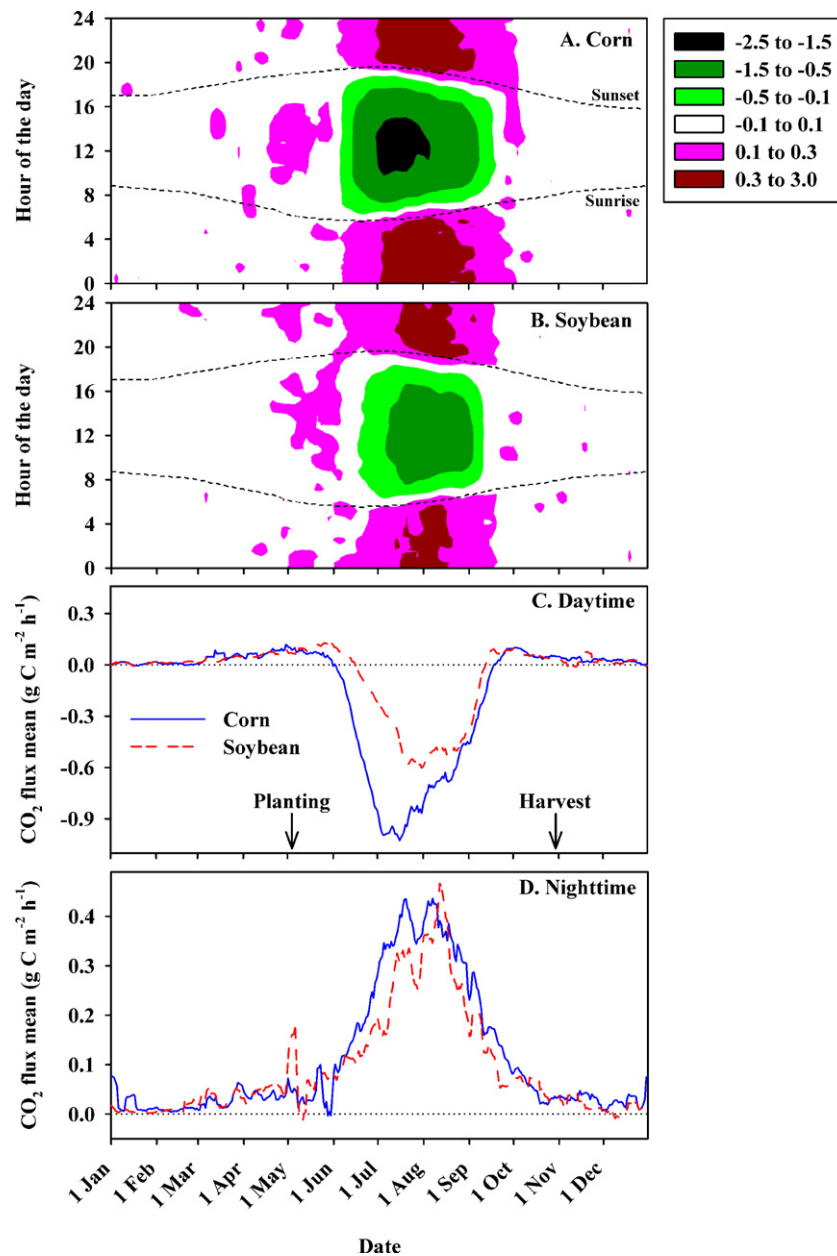 24
20
16
12
8
4
0
Hour of the day
A. Corn
Sunset
Sunrise
-2.5 to -1.5
-1.5 to -0.5
-0.5 to -0.1
-0.1 to 0.1
0.1 to 0.3
0.3 to 3.0
24
20
16
12
8
4
0
Hour of the day
B. Soybean
0.3
0.0
-0.3
-0.6
-0.9
CO₂ flux mean (g C m⁻² h⁻¹)
C. Daytime
Corn
Soybean
Planting
Harvest
0.4
0.3
0.2
0.1
0.0
CO₂ flux mean (g C m⁻² h⁻¹)
D. Nighttime
1 Jan
1 Feb
1 Mar
1 Apr
1 May
1 Jun
1 Jul
1 Aug
1 Sep
1 Oct
1 Nov
1 Dec
Date